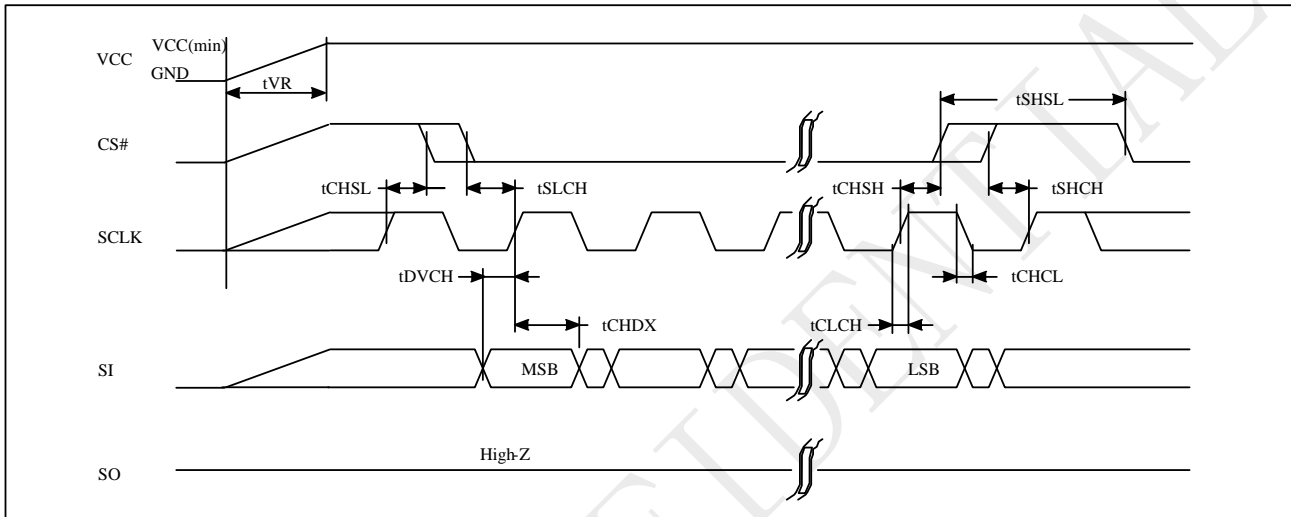 VCC
VCC(min)
GND
tVR
tSHSL
CS#
tCHSL
tSLCH
tCHSH
tSHCH
SCLK
tDVCH
tCHCL
tCHDX
tCLCH
SI
MSB
LSB
High-Z
SO